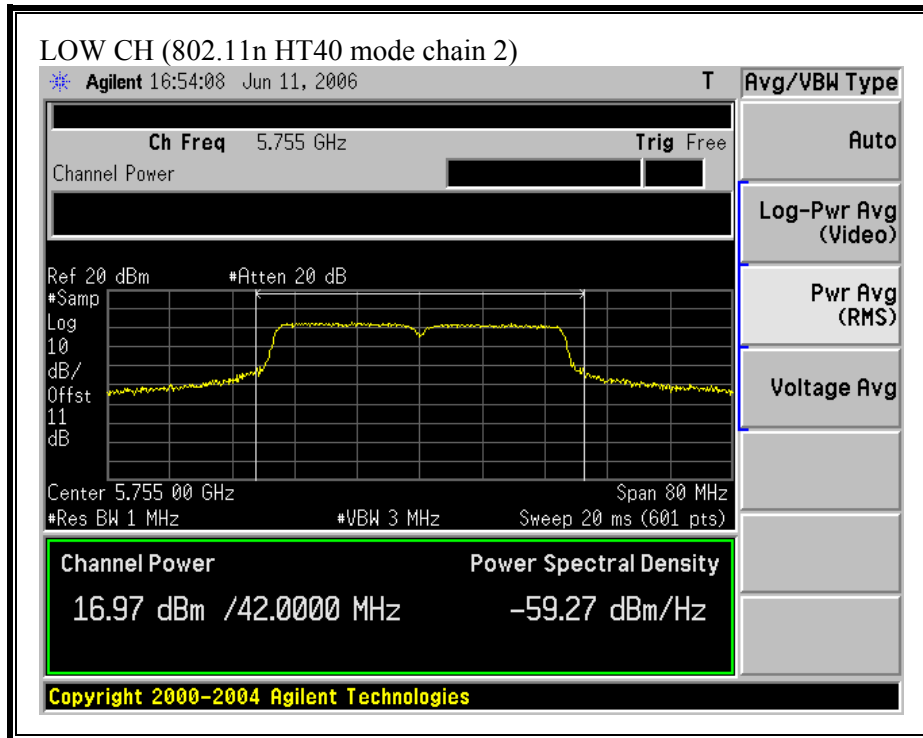 LOW CH (802.11n HT40 mode chain 2)
Agilent 16:54:08 Jun 11, 2006 T
Avg/VBW Type
Ch Freq 5.755 GHz Trig Free
Channel Power
Auto
Log-Pwr Avg
(Video)
Pwr Avg
(RMS)
Voltage Avg
Ref 20 dBm #Atten 20 dB
#Samp
Log
10
dB/
Offst
11
dB
Center 5.755 00 GHz Span 80 MHz
#Res BW 1 MHz #VBW 3 MHz Sweep 20 ms (601 pts)
Channel Power Power Spectral Density
16.97 dBm /42.0000 MHz -59.27 dBm/Hz
Copyright 2000-2004 Agilent Technologies